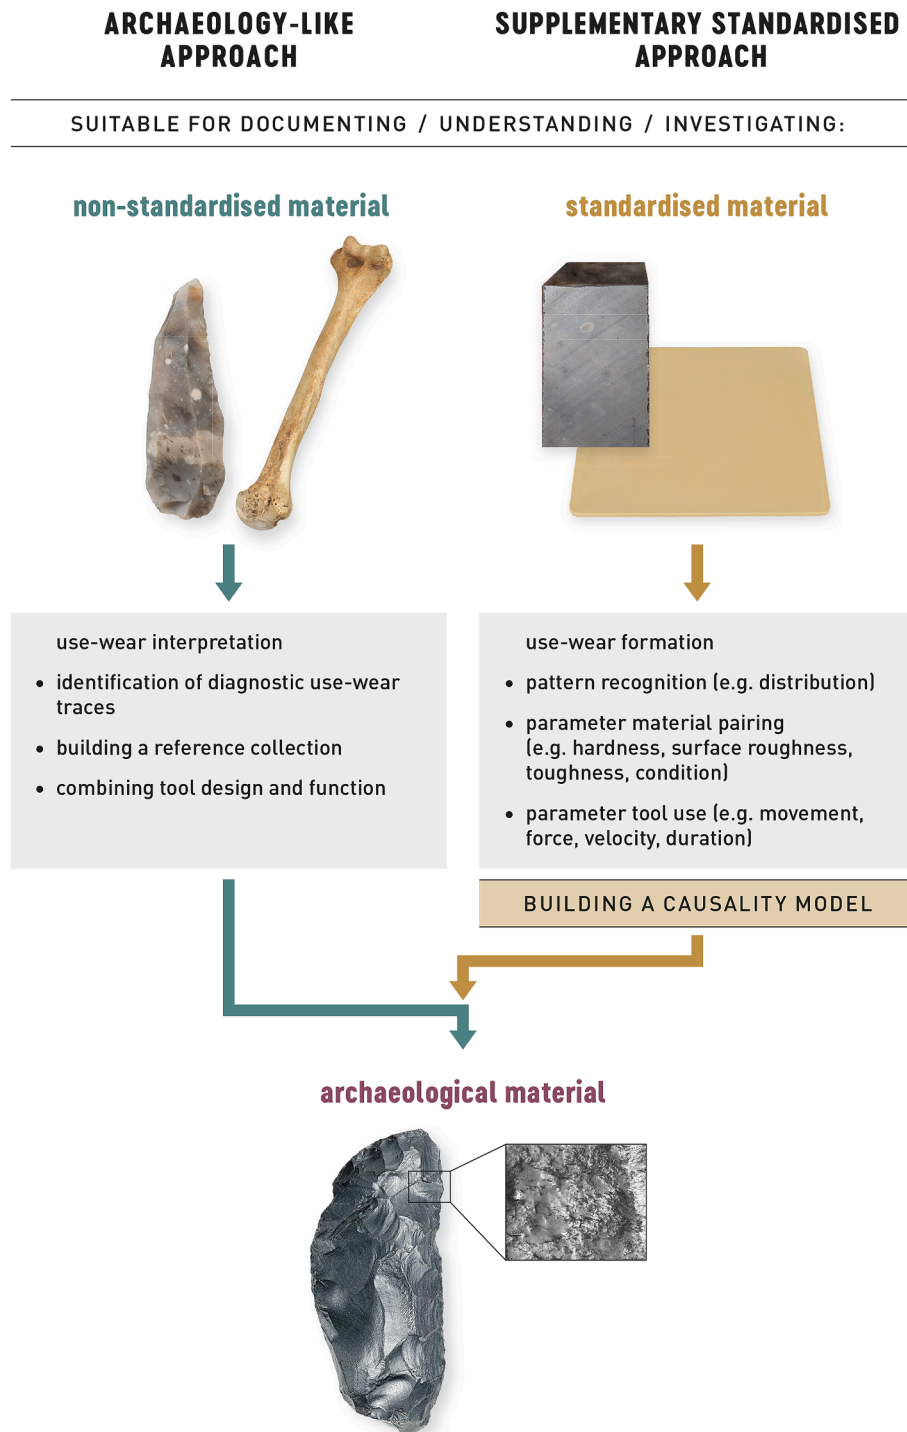 ARCHAEOLOGY-LIKE
APPROACH
SUPPLEMENTARY STANDARDISED
APPROACH
SUITABLE FOR DOCUMENTING / UNDERSTANDING / INVESTIGATING:
non-standardised material
standardised material
use-wear interpretation
• identification of diagnostic use-wear
traces
• building a reference collection
• combining tool design and function
use-wear formation
• pattern recognition (e.g. distribution)
• parameter material pairing
(e.g. hardness, surface roughness,
toughness, condition)
• parameter tool use (e.g. movement,
force, velocity, duration)
BUILDING A CAUSALITY MODEL
archaeological material